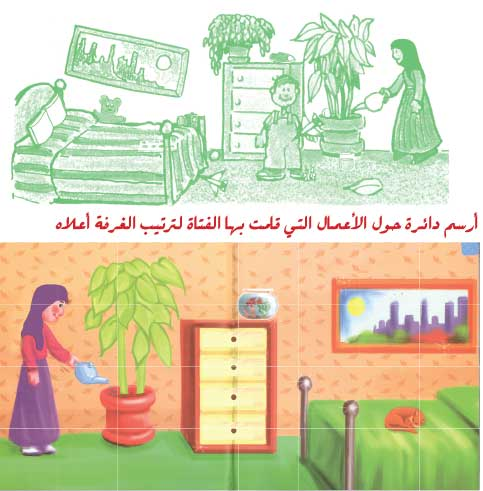 أرسم دائرة حول الأعمال التي قامت بها الفتاة لترتيب الغرفة أعلاه